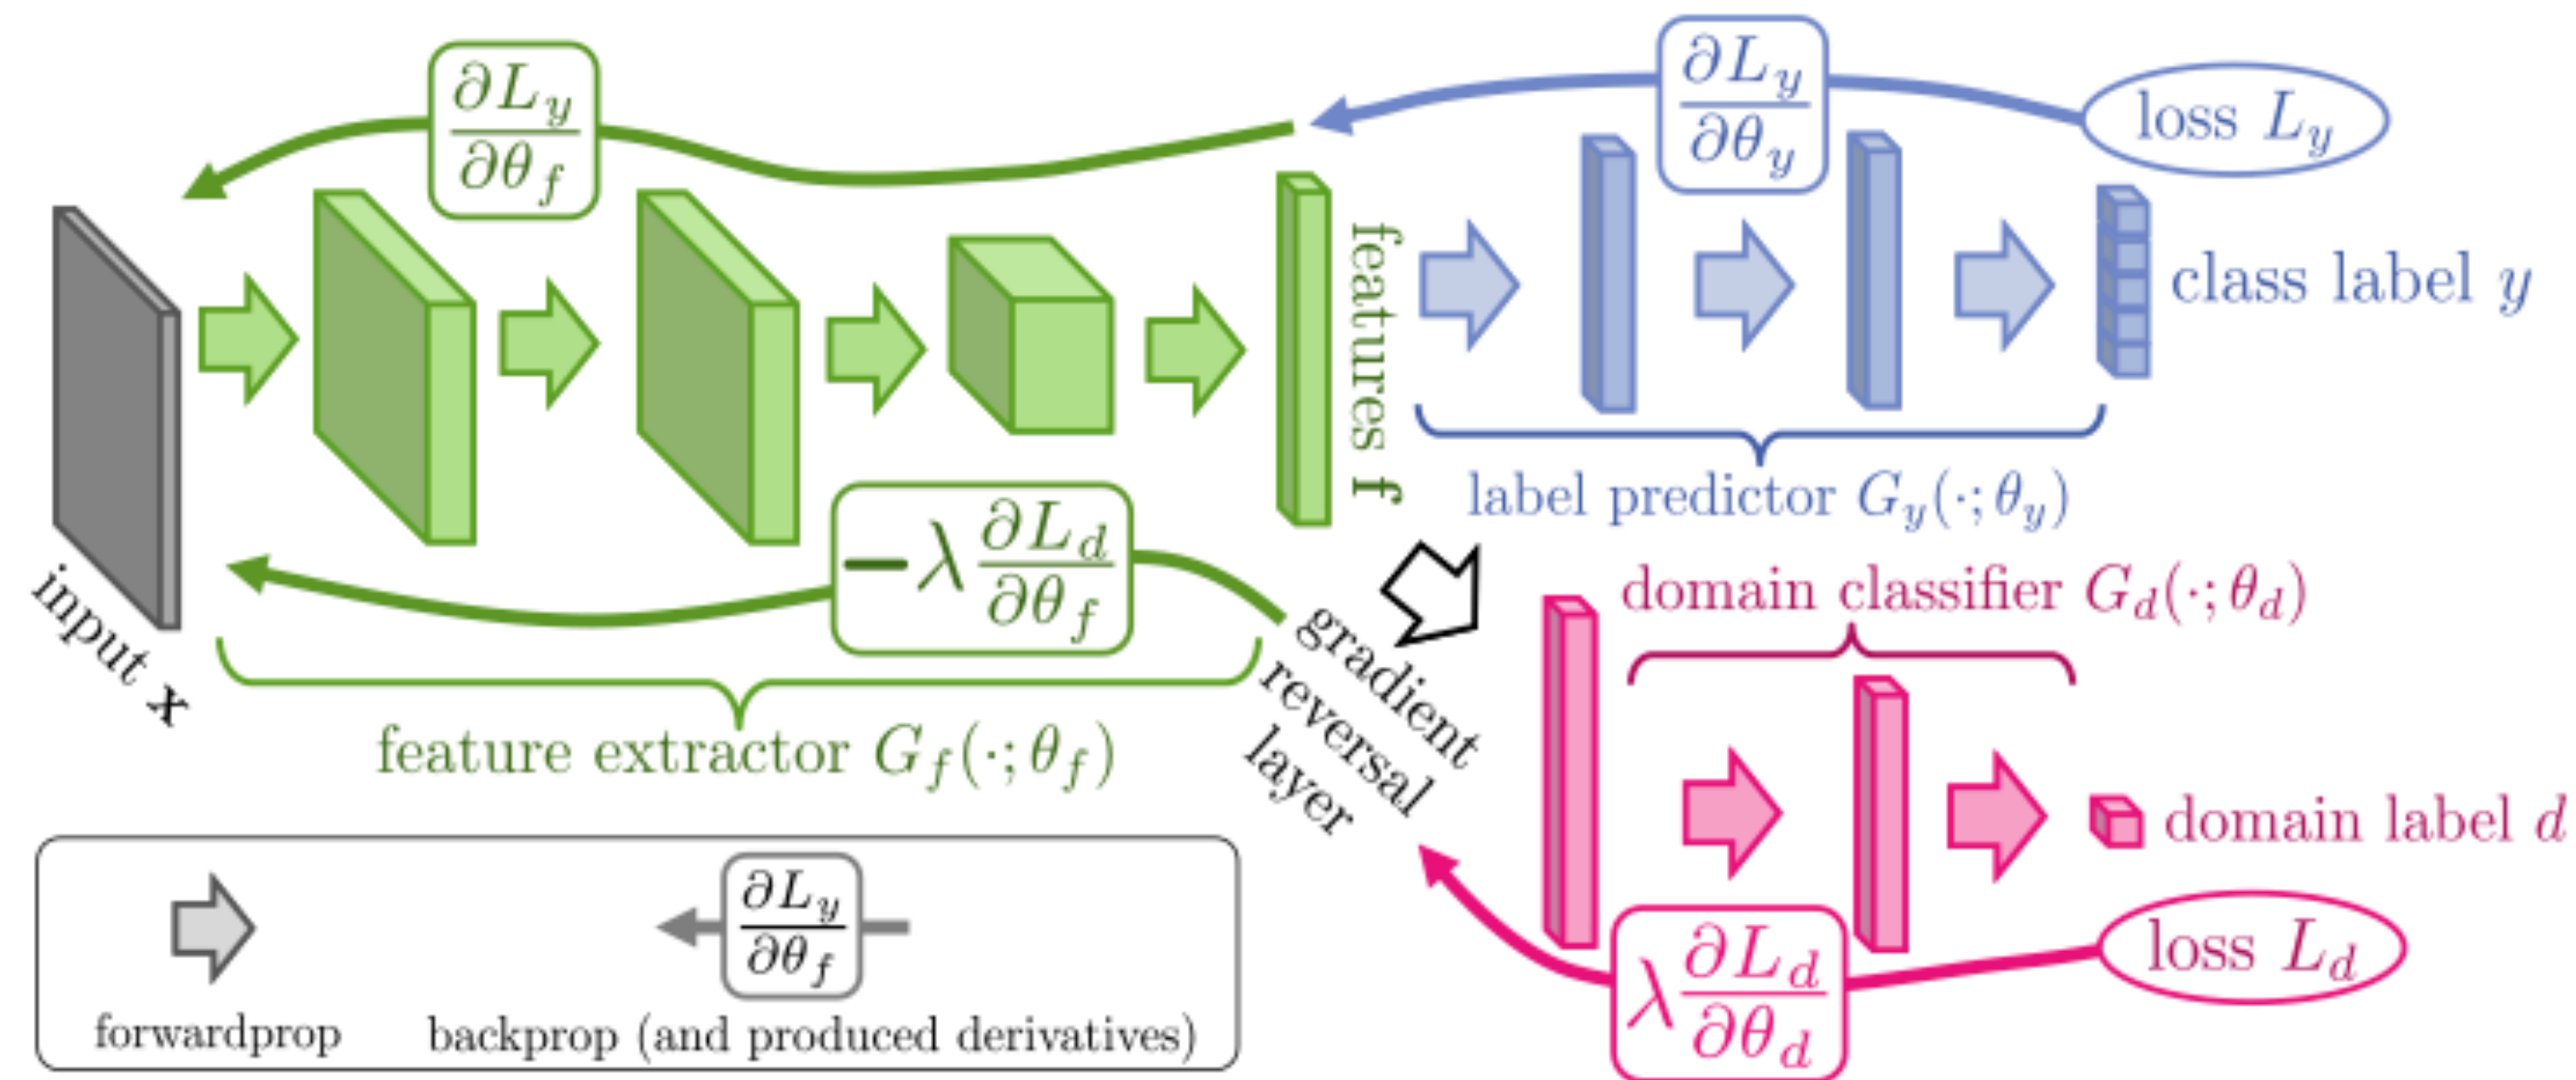 ∂L_y
∂θ_f
∂L_y
∂θ_y
loss L_y
features f
class label y
label predictor G_y(·; θ_y)
−λ ∂L_d
∂θ_f
input x
feature extractor G_f(·; θ_f)
gradient
reversal
layer
domain classifier G_d(·; θ_d)
domain label d
loss L_d
λ ∂L_d
∂θ_d
∂L_y
∂θ_f
forwardprop
backprop (and produced derivatives)